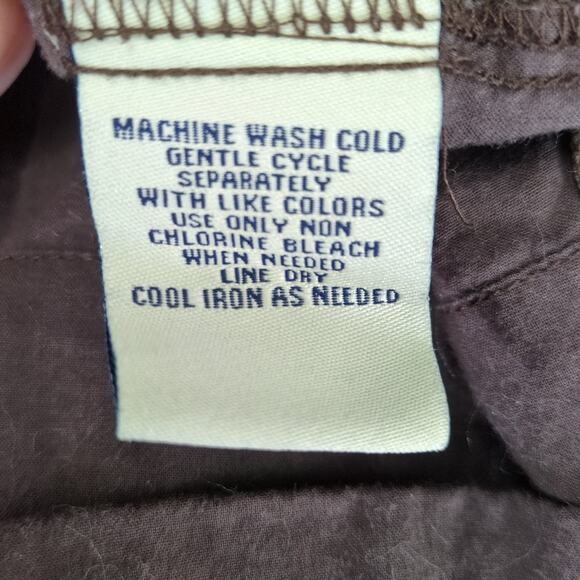 MACHINE WASH COLD
GENTLE CYCLE
SEPARATELY
WITH LIKE COLORS
USE ONLY NON
CHLORINE BLEACH
WHEN NEEDED
LINE DRY
COOL IRON AS NEEDED